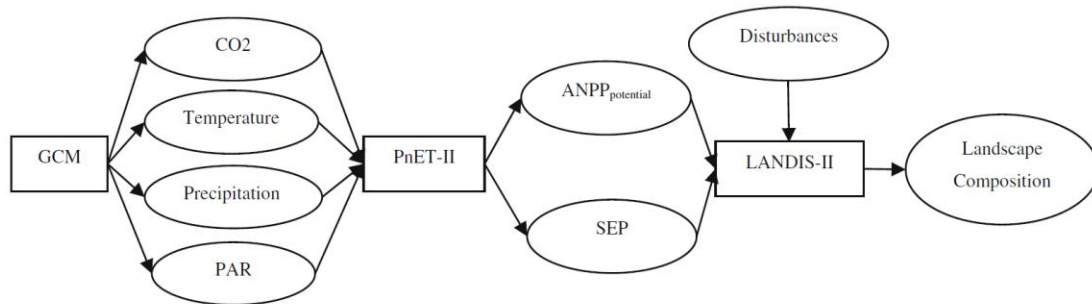 CO2
Disturbances
ANPPpotential
Temperature
GCM
PnET-II
LANDIS-II
Landscape
Composition
Precipitation
SEP
PAR